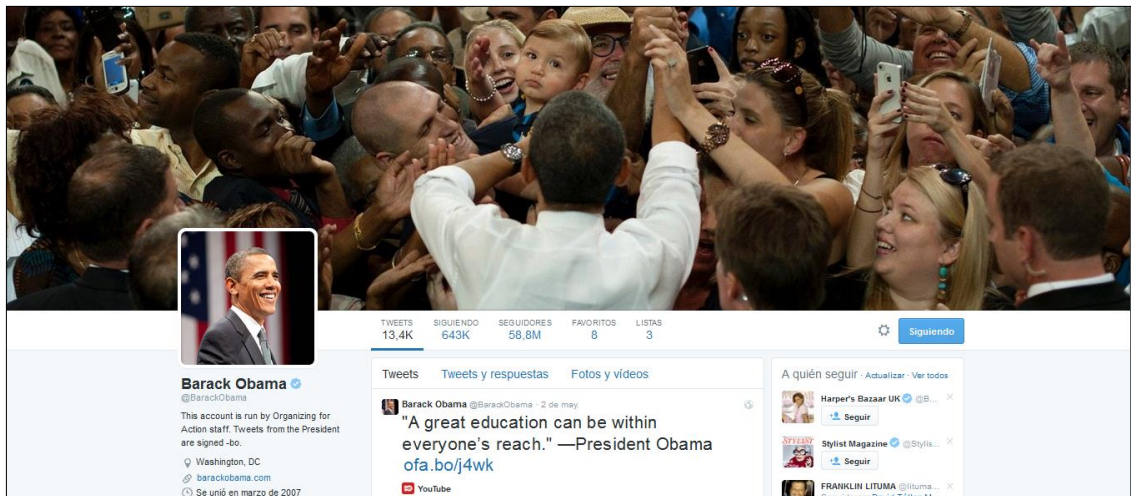 TWEETS SIGUIENDO SEGUIDORES FAVORITOS LISTAS
13,4K 643K 58,8M 8 3
Siguiendo
Barack Obama
@BarackObama
This account is run by Organizing for
Action staff. Tweets from the President
are signed -bo.
Washington, DC
barackobama.com
Se unió en marzo de 2007
Tweets Tweets y respuestas Fotos y vídeos
Barack Obama @BarackObama · 2 de may.
"A great education can be within
everyone's reach." —President Obama
ofa.bo/j4wk
YouTube
A quién seguir · Actualizar · Ver todos
Harper's Bazaar UK @B...
Seguir
STYLIST
Stylist Magazine @Stylis...
Seguir
FRANKLIN LITUMA @lituma...